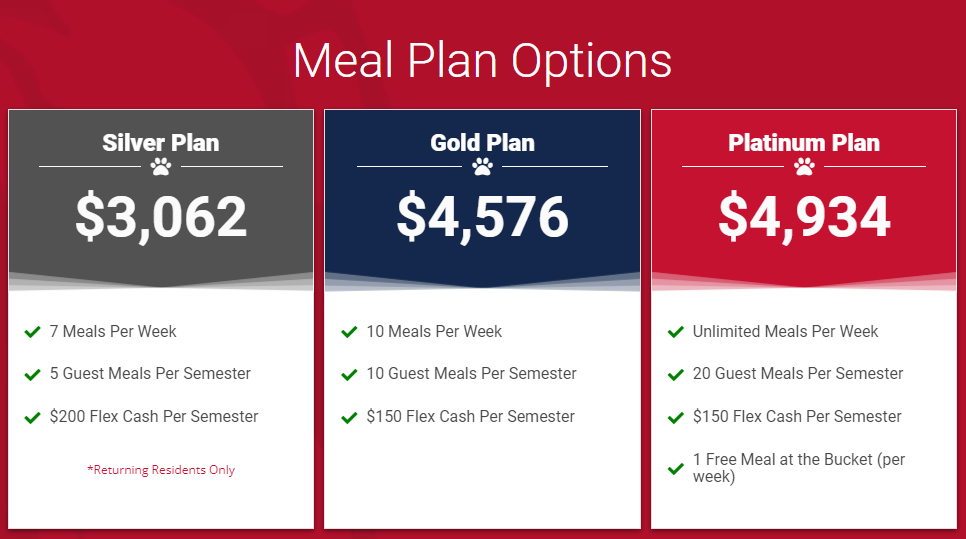 Meal Plan Options
Silver Plan
$3,062
7 Meals Per Week
5 Guest Meals Per Semester
$200 Flex Cash Per Semester
*Returning Residents Only
Gold Plan
$4,576
10 Meals Per Week
10 Guest Meals Per Semester
$150 Flex Cash Per Semester
Platinum Plan
$4,934
Unlimited Meals Per Week
20 Guest Meals Per Semester
$150 Flex Cash Per Semester
1 Free Meal at the Bucket (per
week)